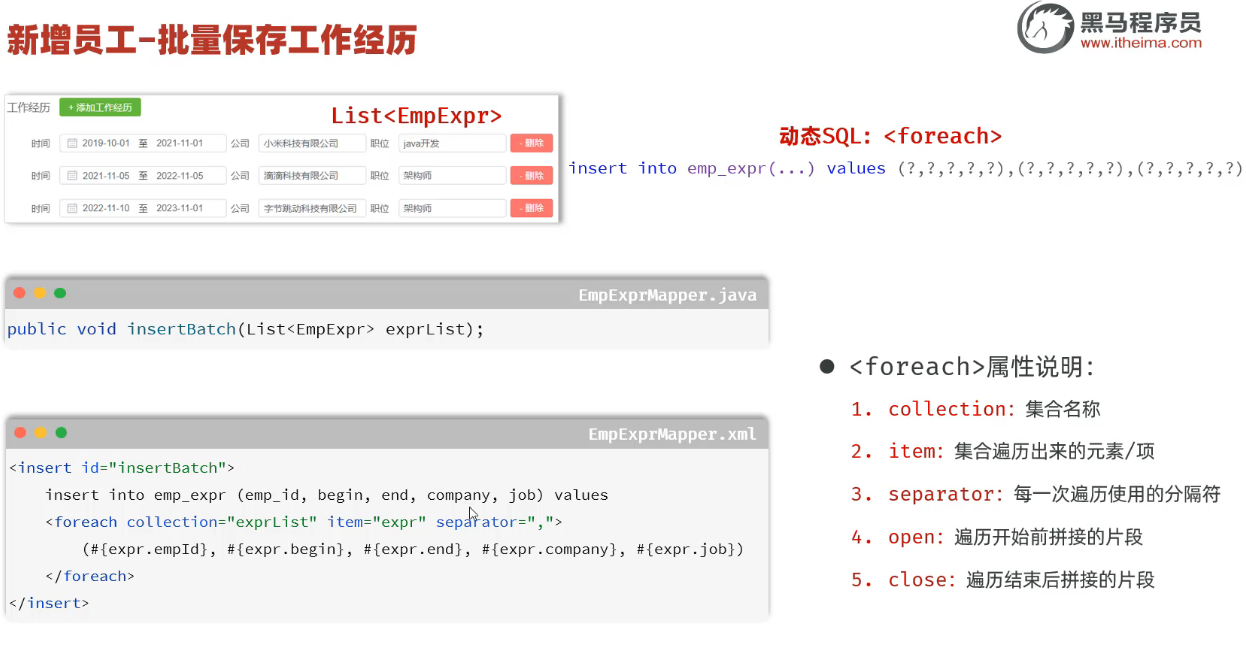 新增员工-批量保存工作经历
黑马程序员
www.itheima.com
工作经历 + 添加工作经历
List<EmpExpr>
时间 2019-10-01 至 2021-11-01 公司 小米科技有限公司 职位 java开发 - 删除
时间 2021-11-05 至 2022-11-05 公司 滴滴科技有限公司 职位 架构师 - 删除
时间 2022-11-10 至 2023-11-01 公司 字节跳动科技有限公司 职位 架构师 - 删除
动态SQL: <foreach>
insert into emp_expr(...) values (?,?,?,?,?),(?,?,?,?,?),(?,?,?,?,?)
EmpExprMapper.java
public void insertBatch(List<EmpExpr> exprList);
EmpExprMapper.xml
<insert id="insertBatch">
insert into emp_expr (emp_id, begin, end, company, job) values
<foreach collection="exprList" item="expr" separator=",">
(#{expr.empId}, #{expr.begin}, #{expr.end}, #{expr.company}, #{expr.job})
</foreach>
</insert>
● <foreach>属性说明:
1. collection: 集合名称
2. item: 集合遍历出来的元素/项
3. separator: 每一次遍历使用的分隔符
4. open: 遍历开始前拼接的片段
5. close: 遍历结束后拼接的片段